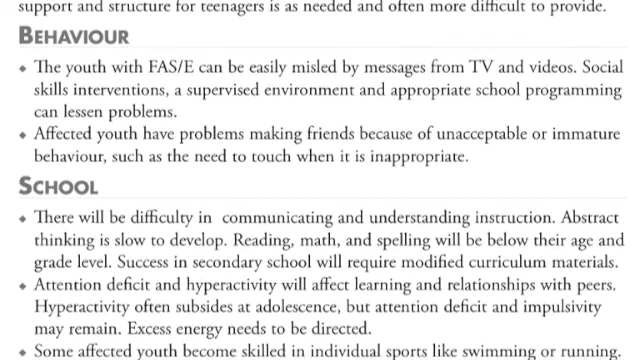 support and structure for teenagers is as needed and often more difficult to provide.
BEHAVIOUR
◆ The youth with FAS/E can be easily misled by messages from TV and videos. Social
skills interventions, a supervised environment and appropriate school programming
can lessen problems.
◆ Affected youth have problems making friends because of unacceptable or immature
behaviour, such as the need to touch when it is inappropriate.
SCHOOL
◆ There will be difficulty in communicating and understanding instruction. Abstract
thinking is slow to develop. Reading, math, and spelling will be below their age and
grade level. Success in secondary school will require modified curriculum materials.
◆ Attention deficit and hyperactivity will affect learning and relationships with peers.
Hyperactivity often subsides at adolescence, but attention deficit and impulsivity
may remain. Excess energy needs to be directed.
◆ Some affected youth become skilled in individual sports like swimming or running.